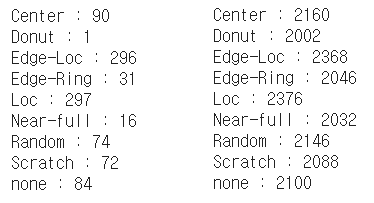 Center : 90
Donut : 1
Edge-Loc : 296
Edge-Ring : 31
Loc : 297
Near-full : 16
Random : 74
Scratch : 72
none : 84
Center : 2160
Donut : 2002
Edge-Loc : 2368
Edge-Ring : 2046
Loc : 2376
Near-full : 2032
Random : 2146
Scratch : 2088
none : 2100